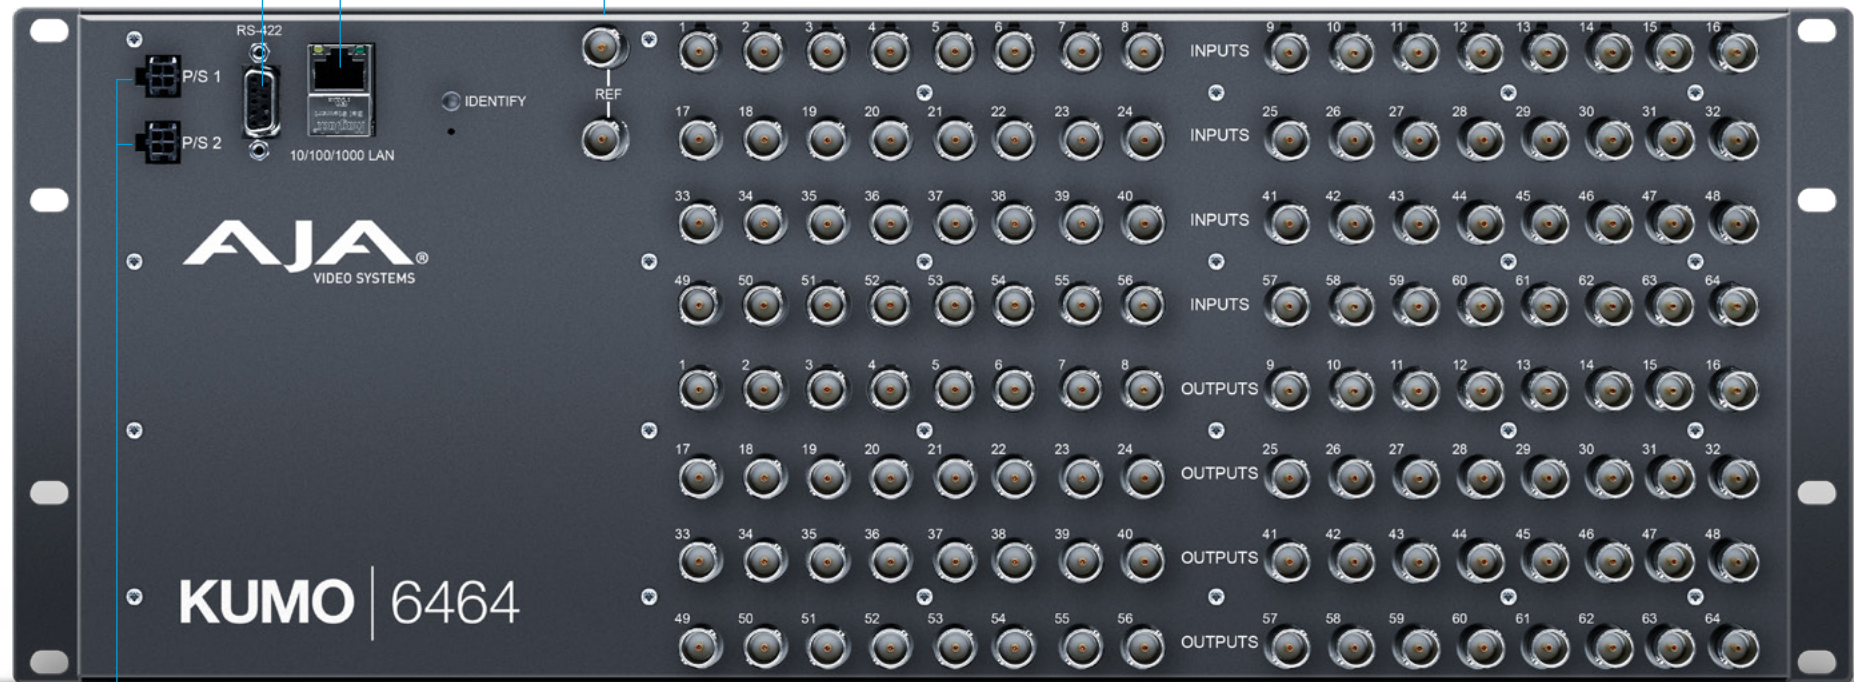 RS-422
P/S 1
P/S 2
10/100/1000 LAN
IDENTIFY
REF
1 2 3 4 5 6 7 8 INPUTS 9 10 11 12 13 14 15 16
17 18 19 20 21 22 23 24 INPUTS 25 26 27 28 29 30 31 32
33 34 35 36 37 38 39 40 INPUTS 41 42 43 44 45 46 47 48
49 50 51 52 53 54 55 56 INPUTS 57 58 59 60 61 62 63 64
1 2 3 4 5 6 7 8 OUTPUTS 9 10 11 12 13 14 15 16
17 18 19 20 21 22 23 24 OUTPUTS 25 26 27 28 29 30 31 32
33 34 35 36 37 38 39 40 OUTPUTS 41 42 43 44 45 46 47 48
49 50 51 52 53 54 55 56 OUTPUTS 57 58 59 60 61 62 63 64
AJA®
VIDEO SYSTEMS
KUMO | 6464